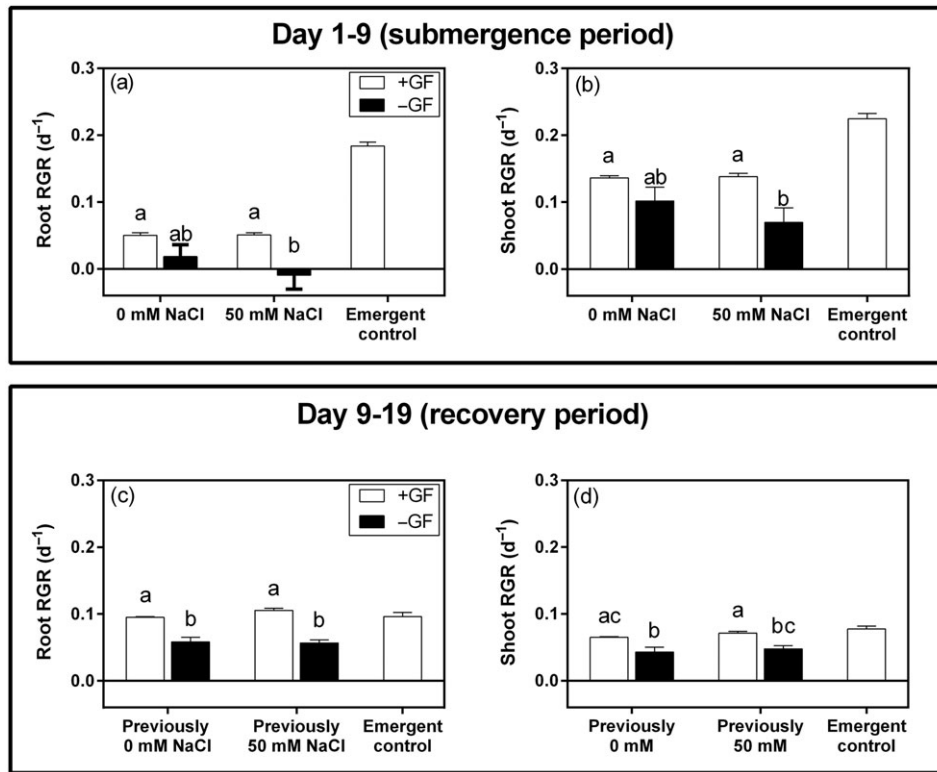 Day 1-9 (submergence period)
(a)
+GF
–GF
Root RGR (d⁻¹)
0.3
0.2
0.1
0.0
a
ab
a
b
0 mM NaCl
50 mM NaCl
Emergent
control
(b)
Shoot RGR (d⁻¹)
0.3
0.2
0.1
0.0
a
ab
a
b
0 mM NaCl
50 mM NaCl
Emergent
control
Day 9-19 (recovery period)
(c)
+GF
–GF
Root RGR (d⁻¹)
0.3
0.2
0.1
0.0
a
b
a
b
Previously
0 mM NaCl
Previously
50 mM NaCl
Emergent
control
(d)
Shoot RGR (d⁻¹)
0.3
0.2
0.1
0.0
ac
b
a
bc
Previously
0 mM
Previously
50 mM
Emergent
control